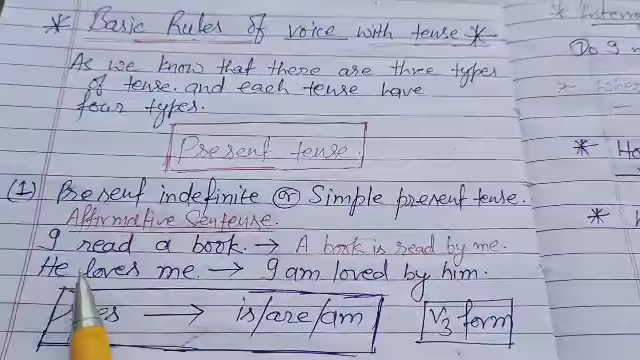 * Basic Rules of voice with tense *
As we know that there are three types
of tense. and each tense have
four types.
Present tense.
(1) Present indefinite or Simple present tense.
Affirmative Sentense.
I read a book. → A book is read by me.
He loves me. → I am loved by him.
→ is/are/am V3 form
* 
Do I
* 
* Ho
*